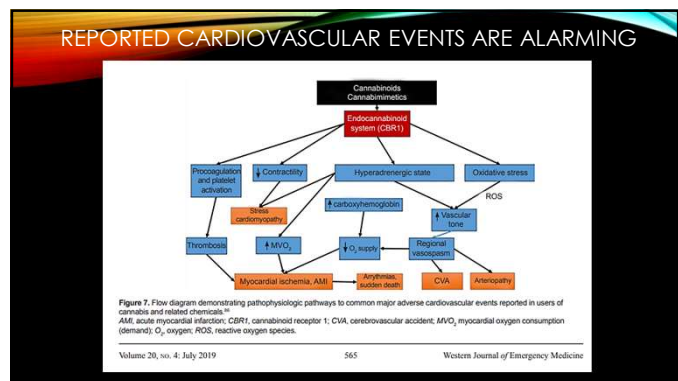 REPORTED CARDIOVASCULAR EVENTS ARE ALARMING
Cannabinoids
Cannabimimetics
Endocannabinoid
system (CBR1)
Procoagulation
and platelet
activation
↓ Contractility
Hyperadrenergic state
Oxidative stress
ROS
Stress
cardiomyopathy
↑ carboxyhemoglobin
↑ Vascular
tone
Thrombosis
↑ MVO₂
↓ O₂ supply
Regional
vasospasm
Myocardial ischemia, AMI
Arrythmias,
sudden death
CVA
Arteriopathy
Figure 7. Flow diagram demonstrating pathophysiologic pathways to common major adverse cardiovascular events reported in users of
cannabis and related chemicals.
AMI, acute myocardial infarction; CBR1, cannabinoid receptor 1; CVA, cerebrovascular accident; MVO₂ myocardial oxygen consumption
(demand); O₂, oxygen; ROS, reactive oxygen species.
Volume 20, NO. 4: July 2019
565
Western Journal of Emergency Medicine